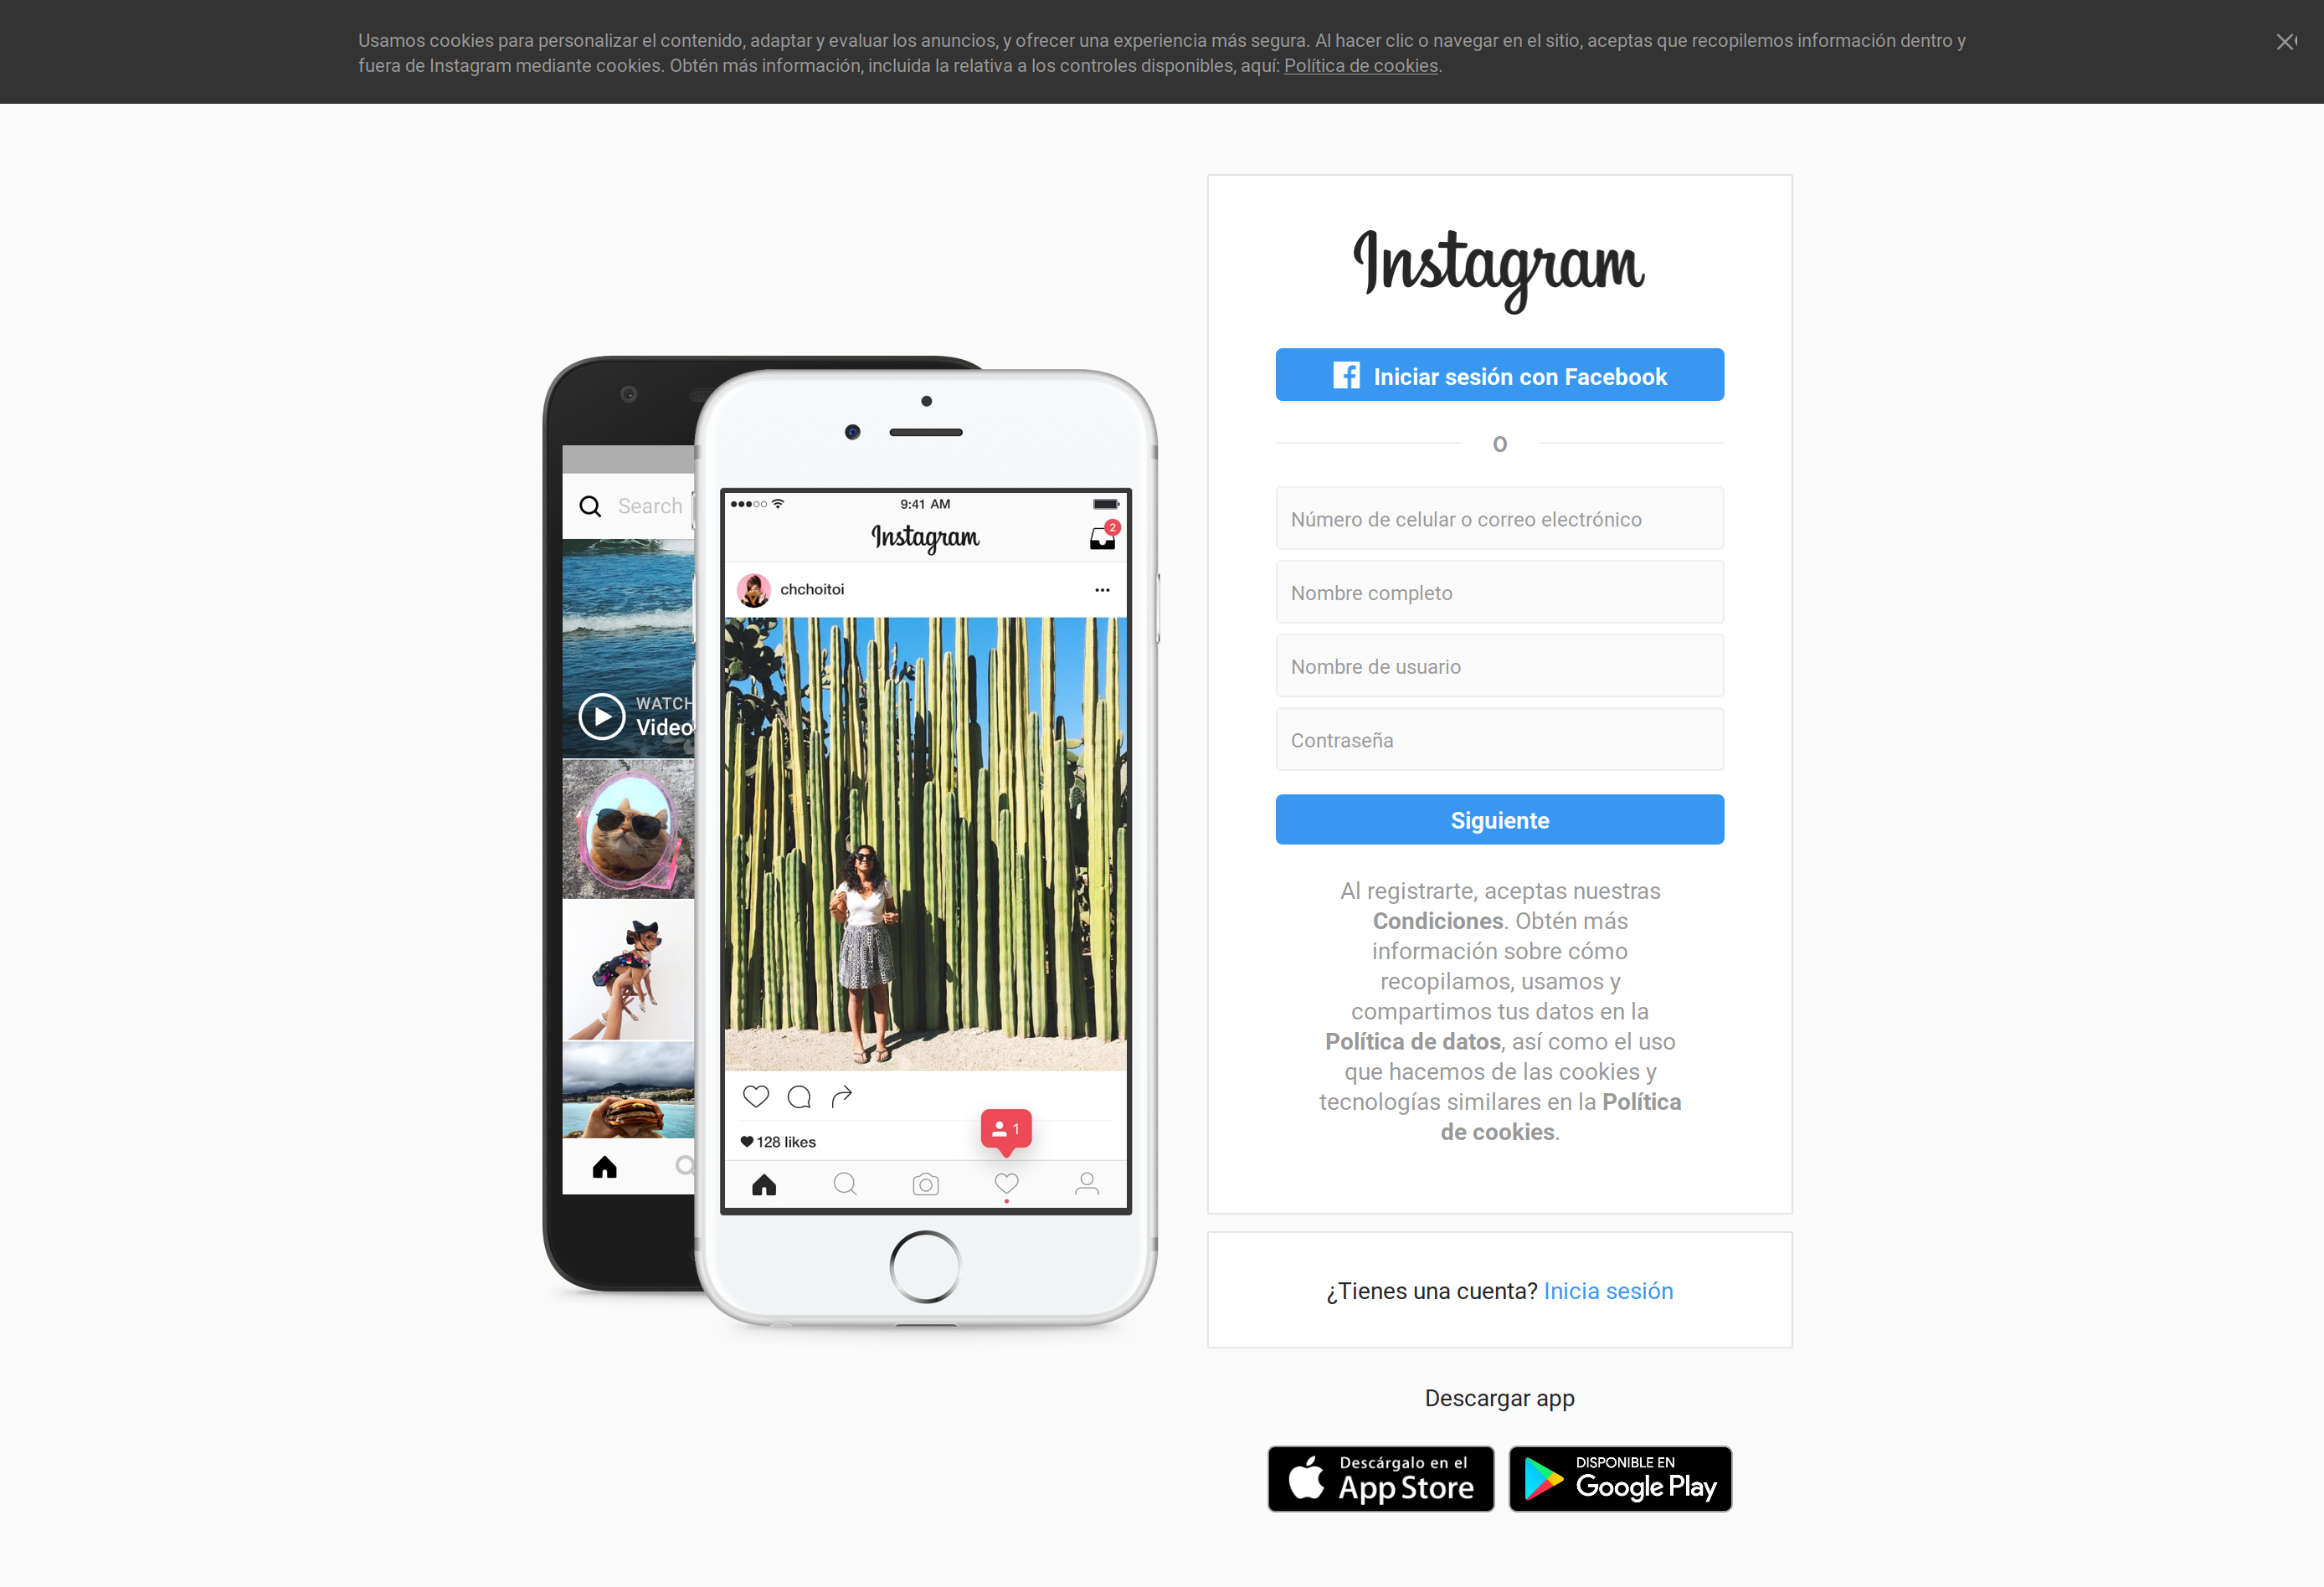 Usamos cookies para personalizar el contenido, adaptar y evaluar los anuncios, y ofrecer una experiencia más segura. Al hacer clic o navegar en el sitio, aceptas que recopilemos información dentro y
fuera de Instagram mediante cookies. Obtén más información, incluida la relativa a los controles disponibles, aquí: Política de cookies.
Search
WATCH
Video
9:41 AM
Instagram
2
chchoitoi
1
128 likes
Instagram
Iniciar sesión con Facebook
O
Número de celular o correo electrónico
Nombre completo
Nombre de usuario
Contraseña
Siguiente
Al registrarte, aceptas nuestras
Condiciones. Obtén más
información sobre cómo
recopilamos, usamos y
compartimos tus datos en la
Política de datos, así como el uso
que hacemos de las cookies y
tecnologías similares en la Política
de cookies.
¿Tienes una cuenta? Inicia sesión
Descargar app
Descárgalo en el
App Store
DISPONIBLE EN
Google Play